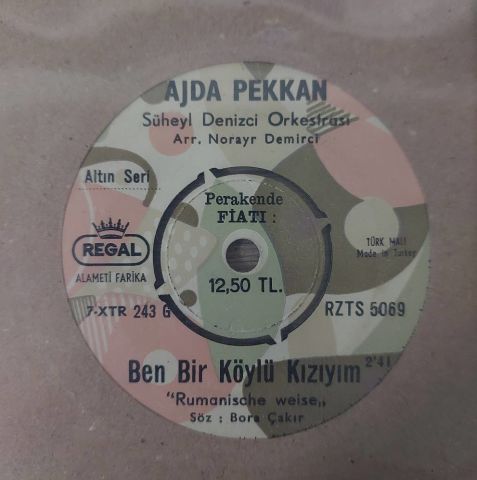 AJDA PEKKAN
Süheyl Denizci Orkestrası
Arr. Norayr Demirci
Altın Seri
Perakende
FİATI :
12,50 TL.
REGAL
ALAMETİ FARİKA
TÜRK MALI
Made in Turkey
7-XTR 243 G
RZTS 5069
Ben Bir Köylü Kızıyım 2'41
"Rumanische weise„
Söz : Bora Çakır